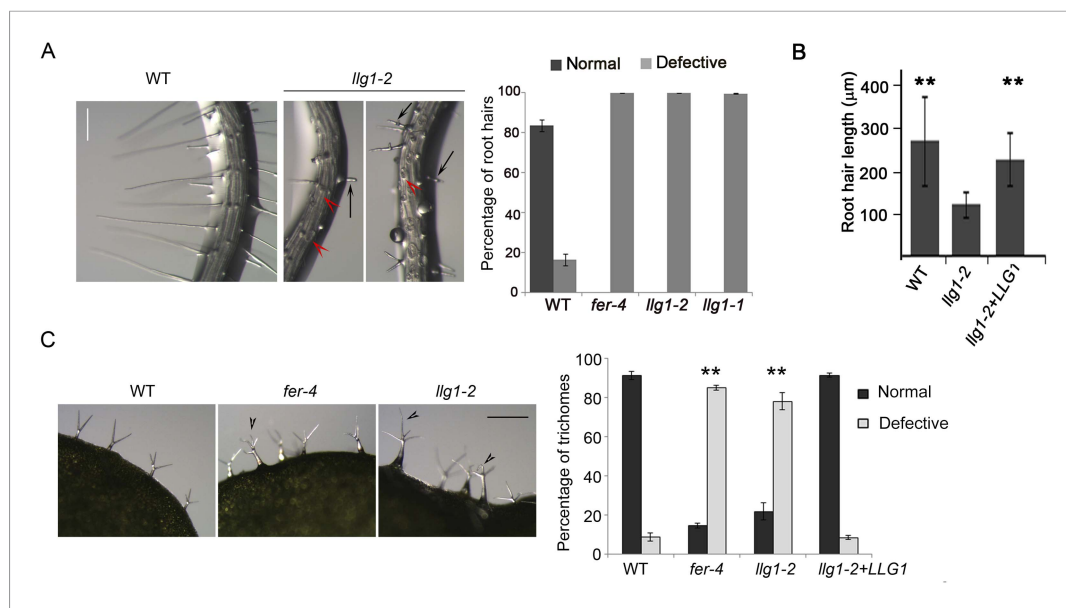 A
WT
llg1-2
Normal Defective
Percentage of root hairs
100
80
60
40
20
0
WT fer-4 llg1-2 llg1-1
B
** **
Root hair length (µm)
400
300
200
100
WT
llg1-2
llg1-2+LLG1
C
WT
fer-4
llg1-2
Percentage of trichomes
100
80
60
40
20
0
** **
Normal
Defective
WT fer-4 llg1-2 llg1-2+LLG1